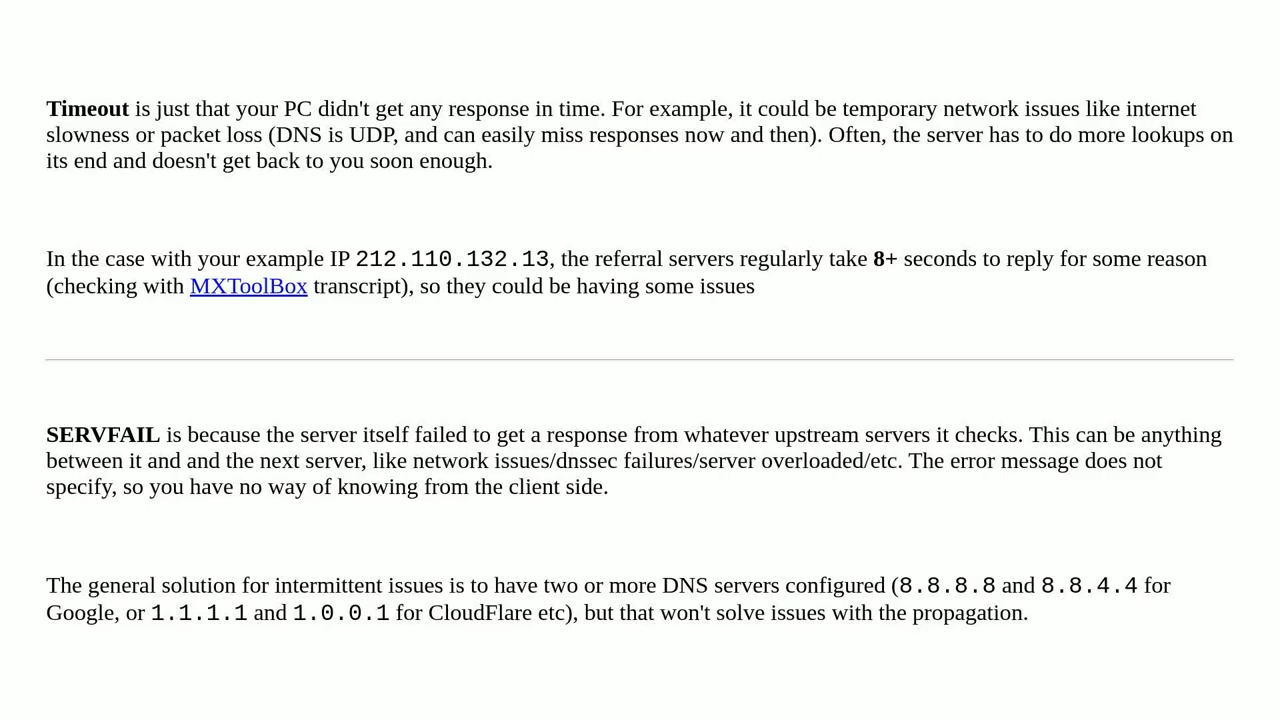 Timeout is just that your PC didn't get any response in time. For example, it could be temporary network issues like internet
slowness or packet loss (DNS is UDP, and can easily miss responses now and then). Often, the server has to do more lookups on
its end and doesn't get back to you soon enough.
In the case with your example IP 212.110.132.13, the referral servers regularly take 8+ seconds to reply for some reason
(checking with MXToolBox transcript), so they could be having some issues
SERVFAIL is because the server itself failed to get a response from whatever upstream servers it checks. This can be anything
between it and and the next server, like network issues/dnssec failures/server overloaded/etc. The error message does not
specify, so you have no way of knowing from the client side.
The general solution for intermittent issues is to have two or more DNS servers configured (8.8.8.8 and 8.8.4.4 for
Google, or 1.1.1.1 and 1.0.0.1 for CloudFlare etc), but that won't solve issues with the propagation.